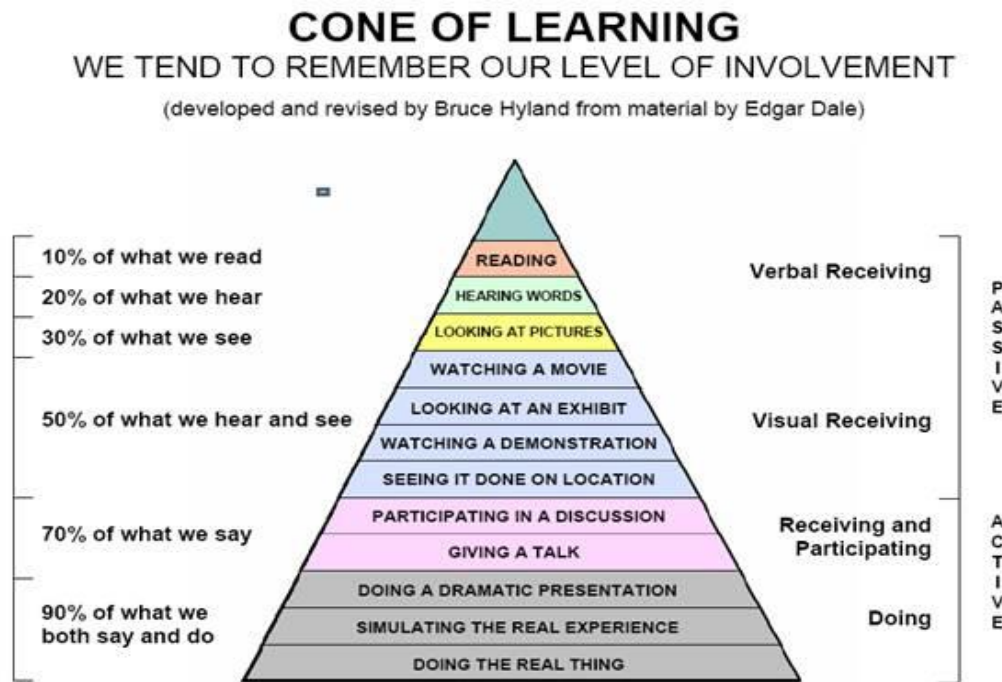 CONE OF LEARNING
WE TEND TO REMEMBER OUR LEVEL OF INVOLVEMENT
(developed and revised by Bruce Hyland from material by Edgar Dale)
10% of what we read
20% of what we hear
30% of what we see
50% of what we hear and see
70% of what we say
90% of what we
both say and do
READING
HEARING WORDS
LOOKING AT PICTURES
WATCHING A MOVIE
LOOKING AT AN EXHIBIT
WATCHING A DEMONSTRATION
SEEING IT DONE ON LOCATION
PARTICIPATING IN A DISCUSSION
GIVING A TALK
DOING A DRAMATIC PRESENTATION
SIMULATING THE REAL EXPERIENCE
DOING THE REAL THING
Verbal Receiving
Visual Receiving
Receiving and
Participating
Doing
PASSIVE
ACTIVE